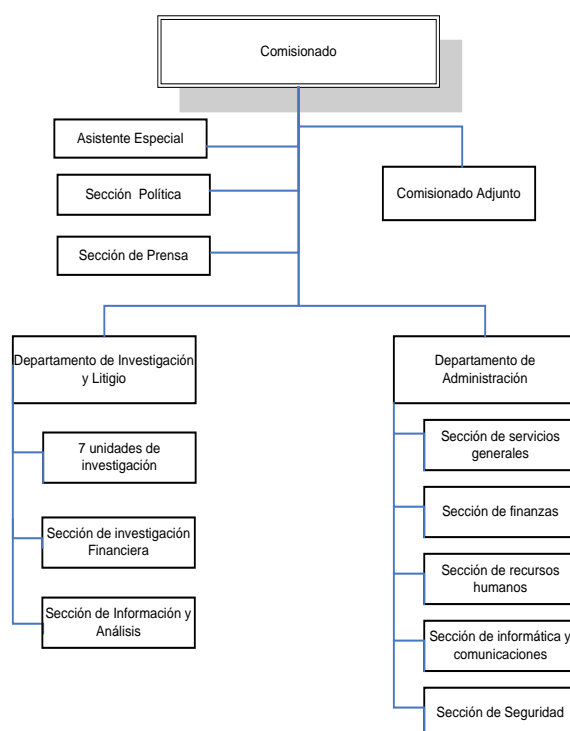 Comisionado
Asistente Especial
Sección Política
Comisionado Adjunto
Sección de Prensa
Departamento de Investigación
y Litigio
7 unidades de
investigación
Sección de investigación
Financiera
Sección de Información y
Análisis
Departamento de
Administración
Sección de servicios
generales
Sección de finanzas
Sección de recursos
humanos
Sección de informática y
comunicaciones
Sección de Seguridad